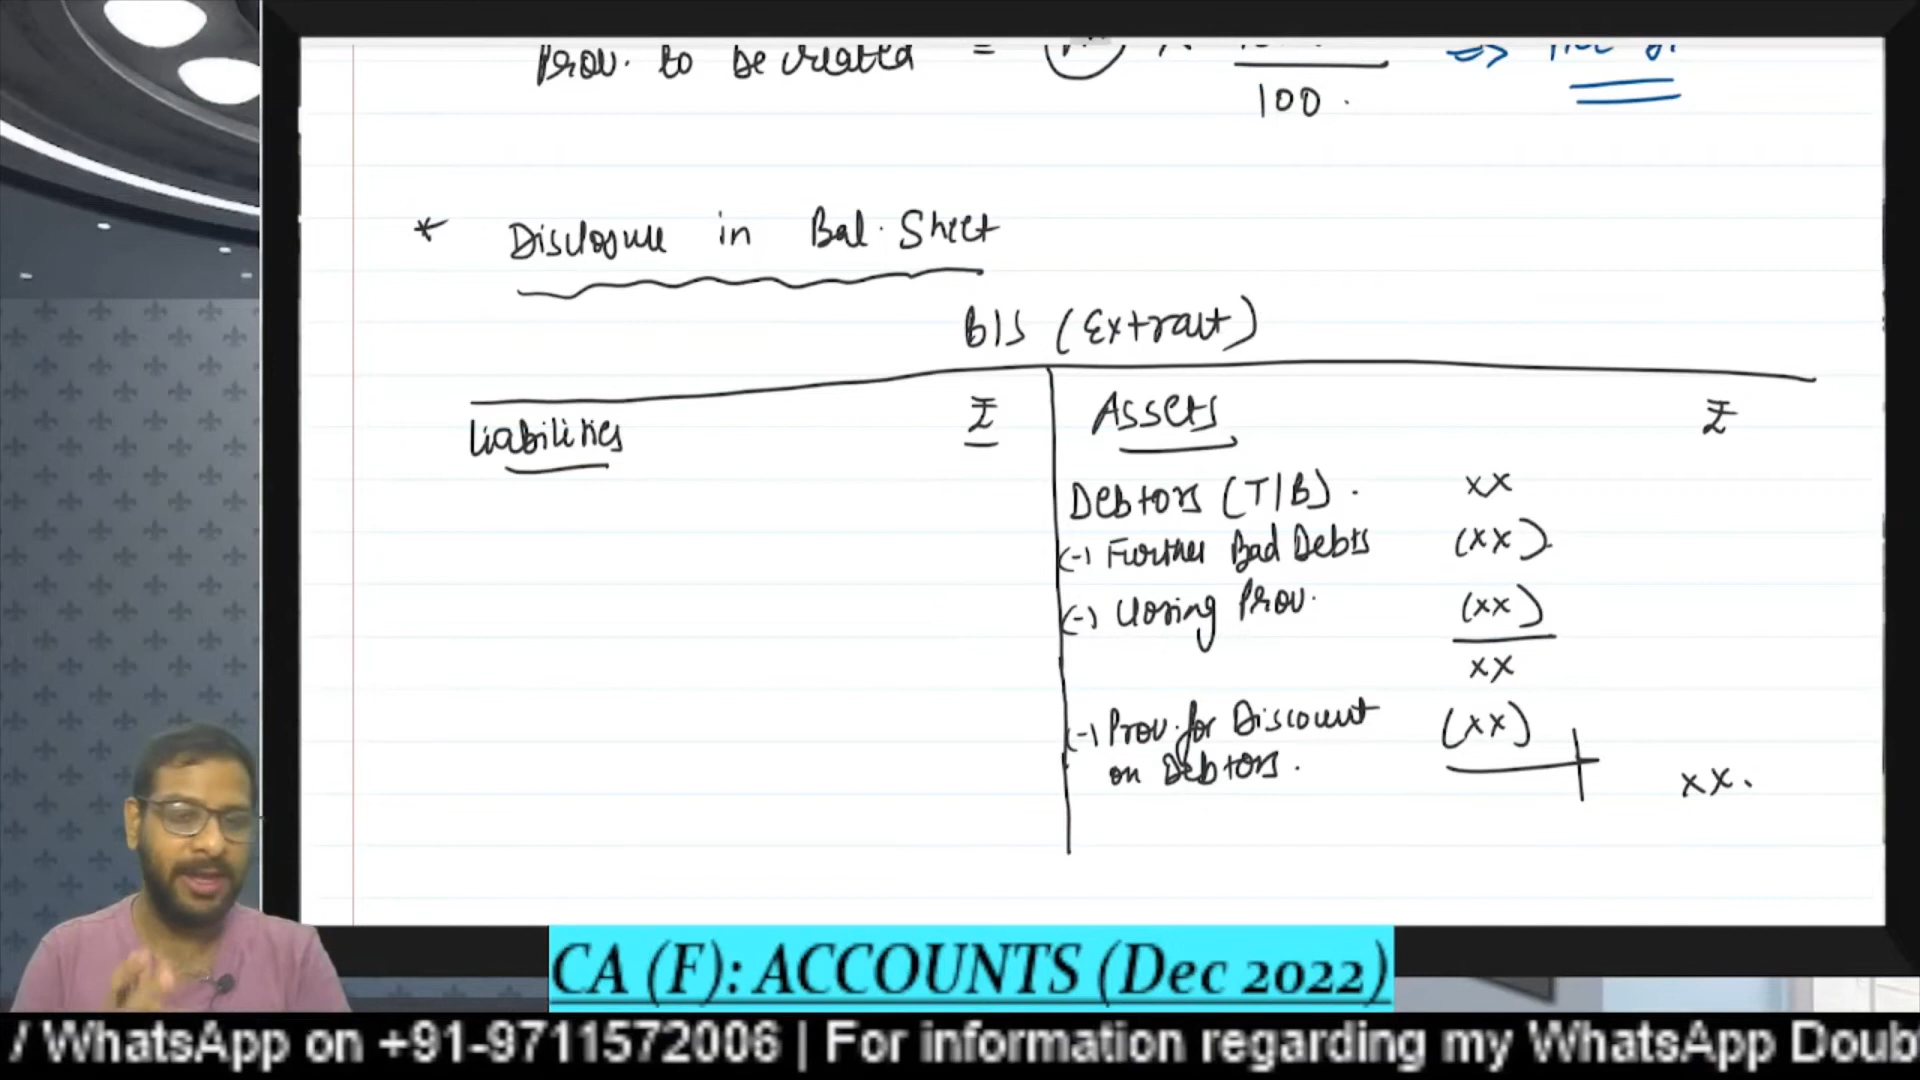 Prov. to be created =
100.
* Disclosure in Bal. Sheet
B/S (Extract)
Liabilities ₹ Assets ₹
Debtors (T/B). xx
(-) Further Bad Debts (xx).
(-) Closing Prov. (xx)
xx
(-) Prov. for Discount (xx)
on Debtors. xx.
CA (F): ACCOUNTS (Dec 2022)
/ WhatsApp on +91-9711572006 | For information regarding my WhatsApp Doub